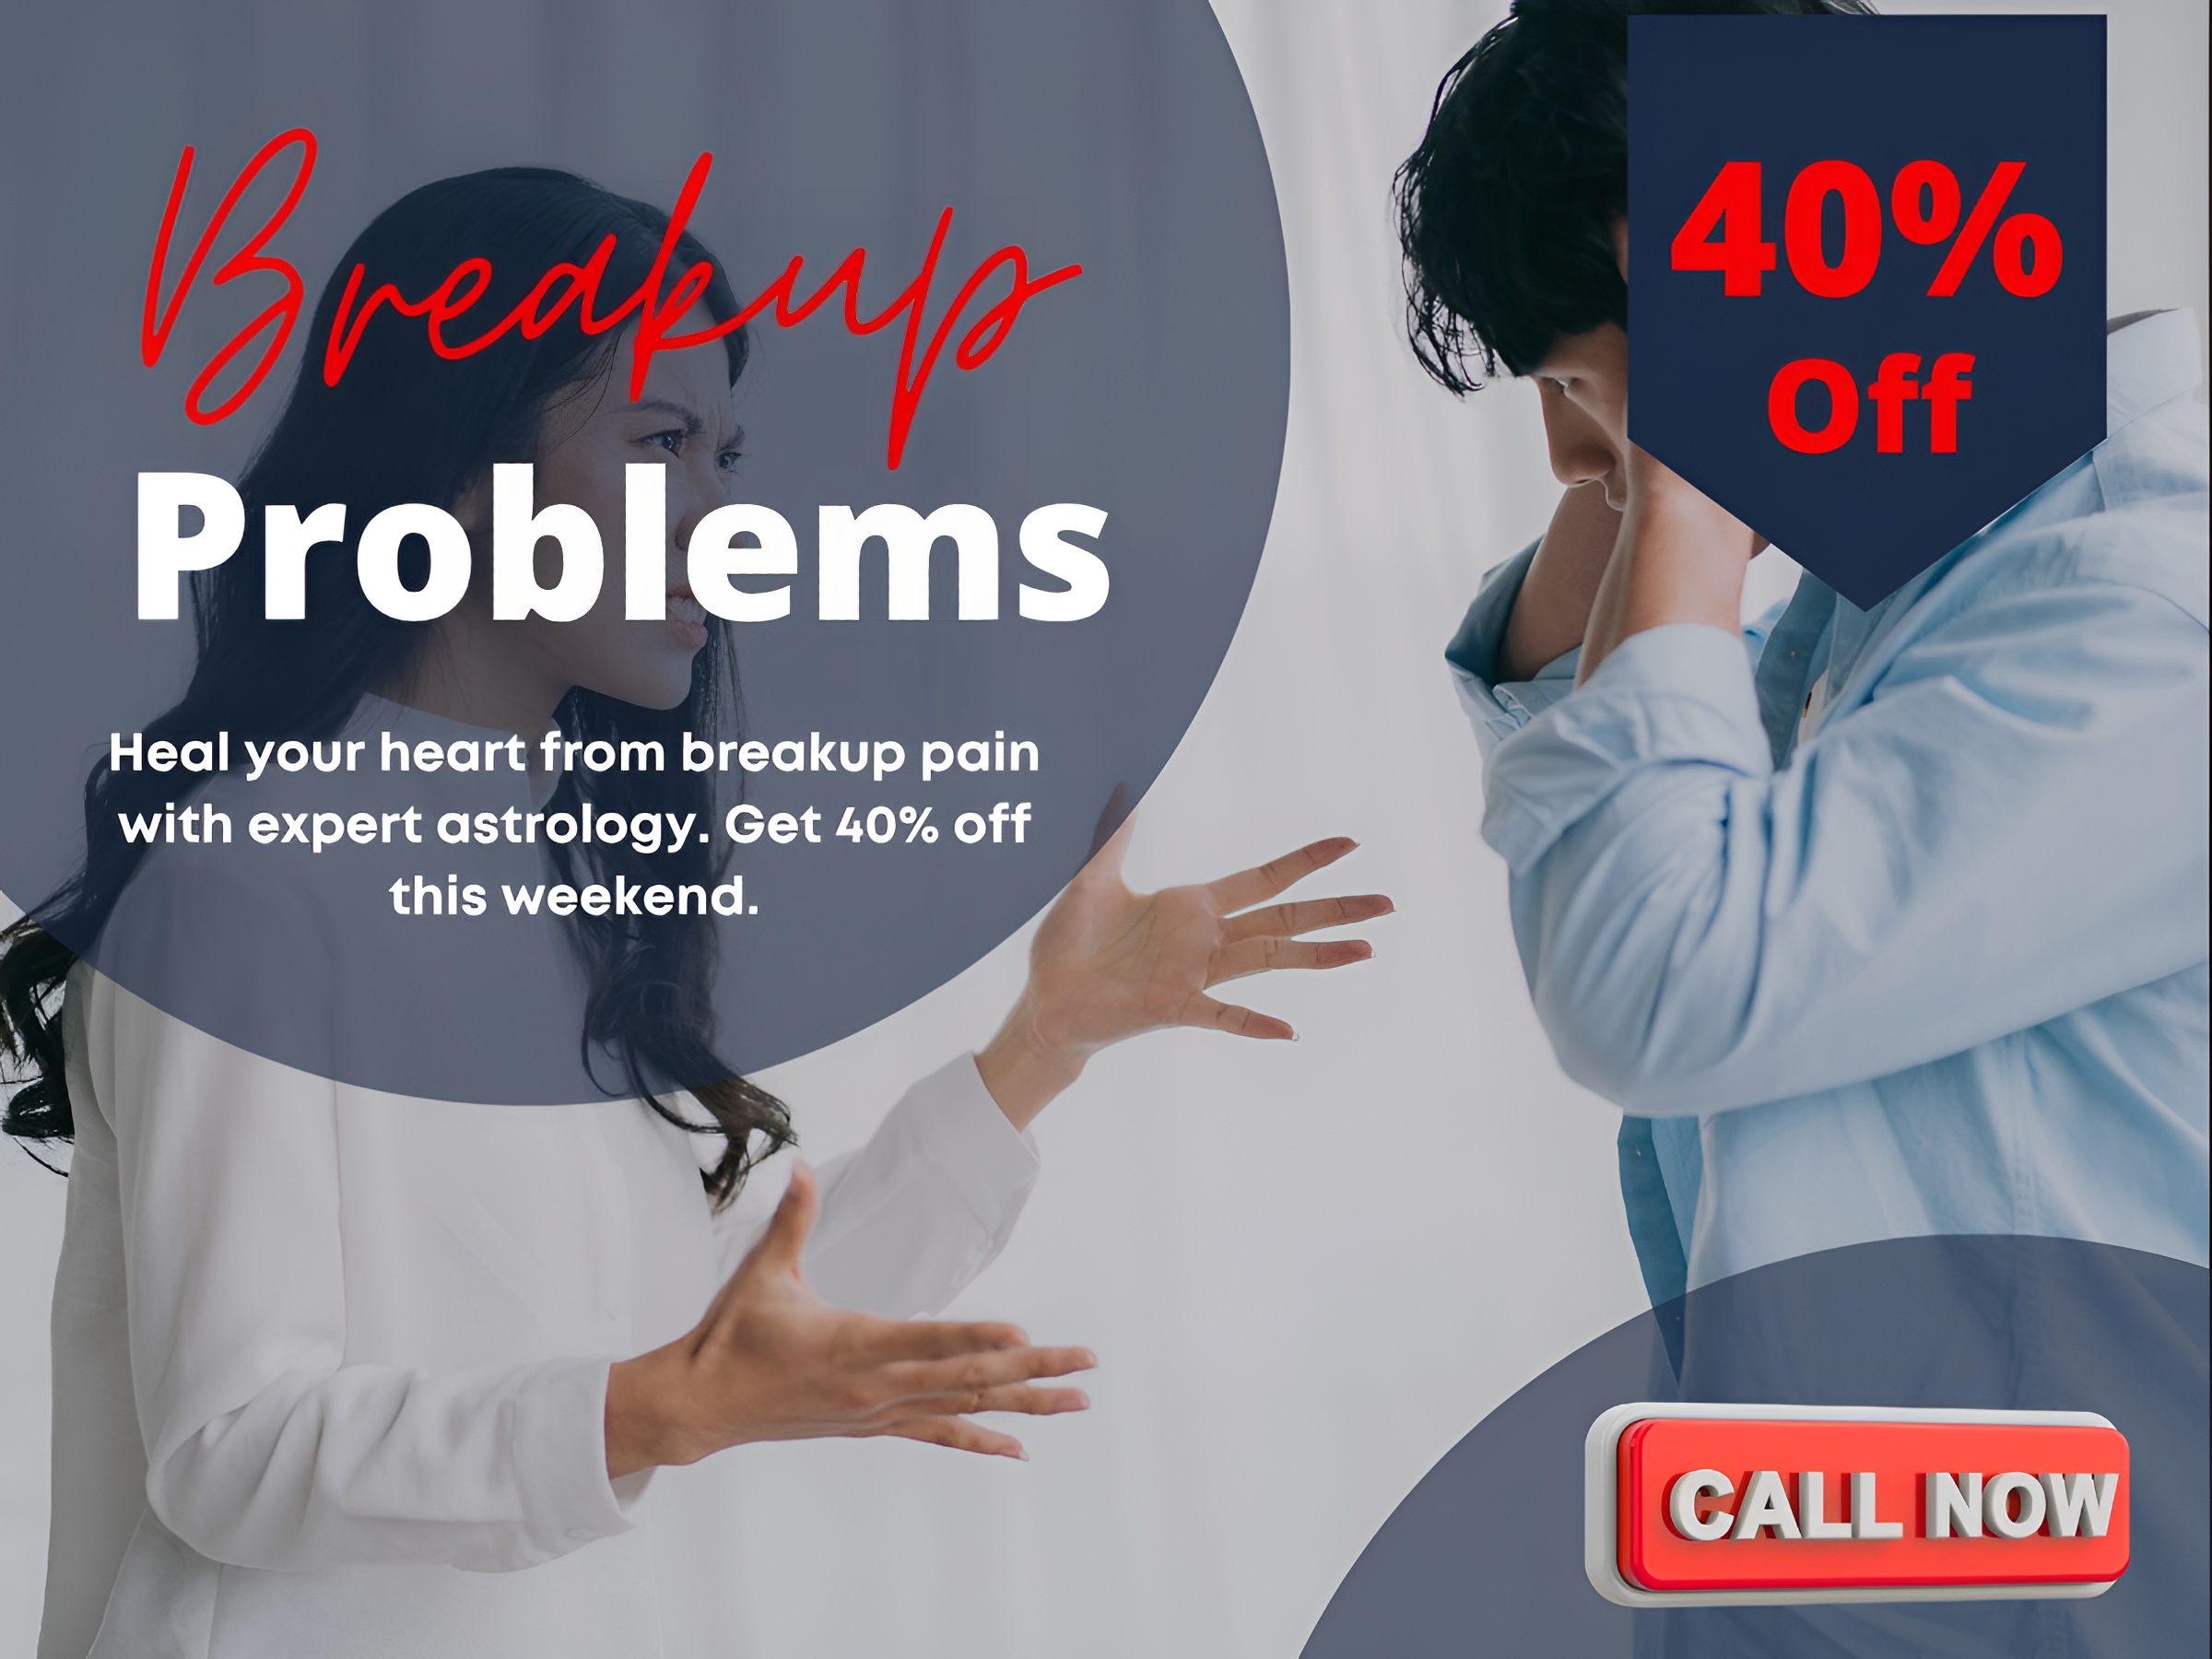 Breakup
Problems
Heal your heart from breakup pain
with expert astrology. Get 40% off
this weekend.
40%
Off
CALL NOW